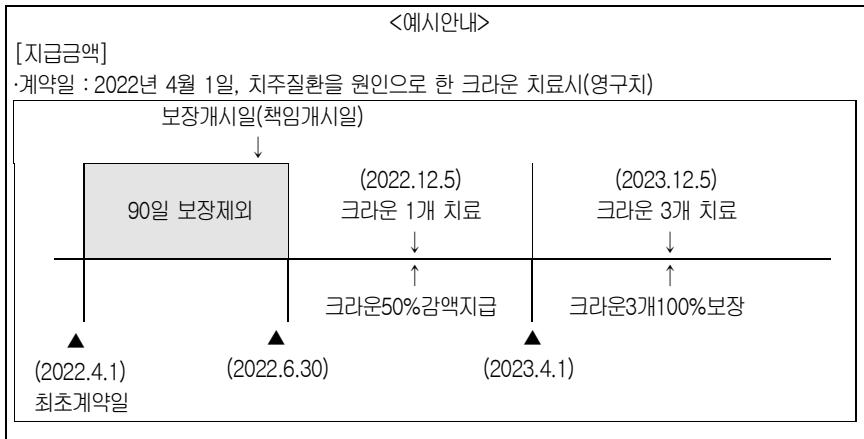 <예시안내>
[지급금액]
·계약일 : 2022년 4월 1일, 치주질환을 원인으로 한 크라운 치료시(영구치)
보장개시일(책임개시일)
↓
(2022.12.5) (2023.12.5)
90일 보장제외 크라운 1개 치료 크라운 3개 치료
↓ ↓
↑ ↑
크라운50%감액지급 크라운3개100%보장
▲ ▲ ▲
(2022.4.1) (2022.6.30) (2023.4.1)
최초계약일